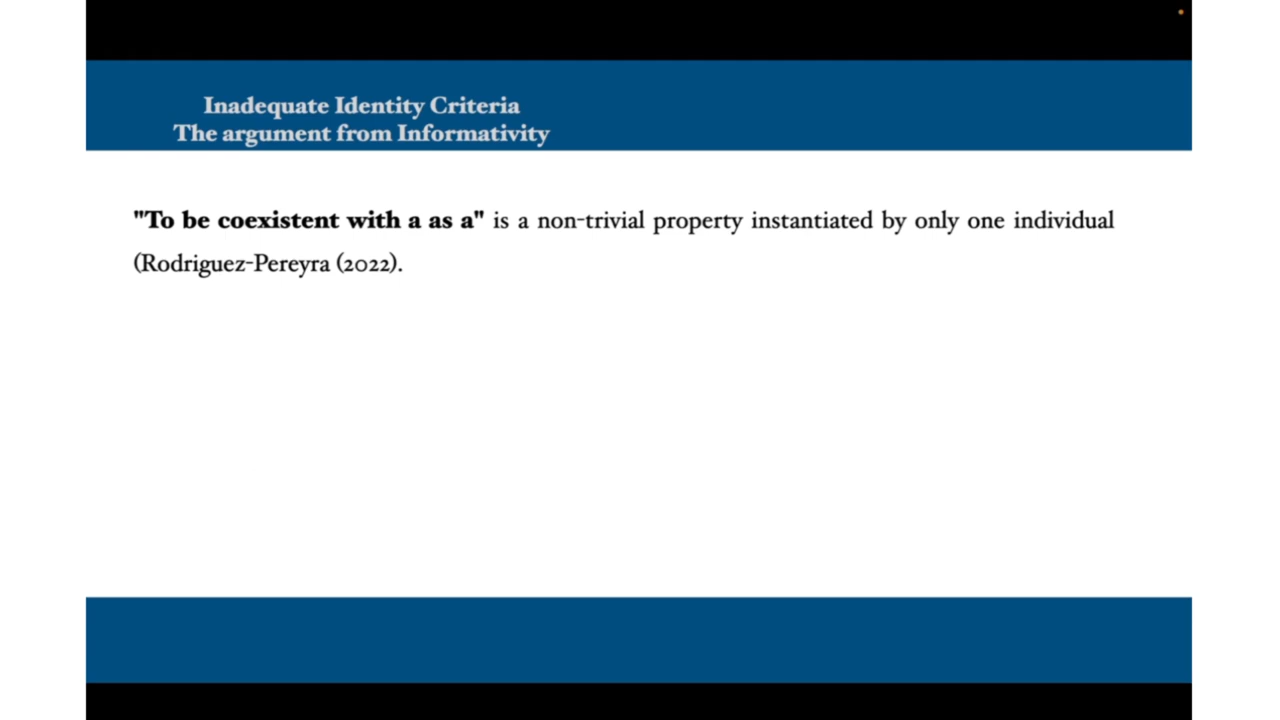 Inadequate Identity Criteria
The argument from Informativity
"To be coexistent with a as a" is a non-trivial property instantiated by only one individual
(Rodriguez-Pereyra (2022).